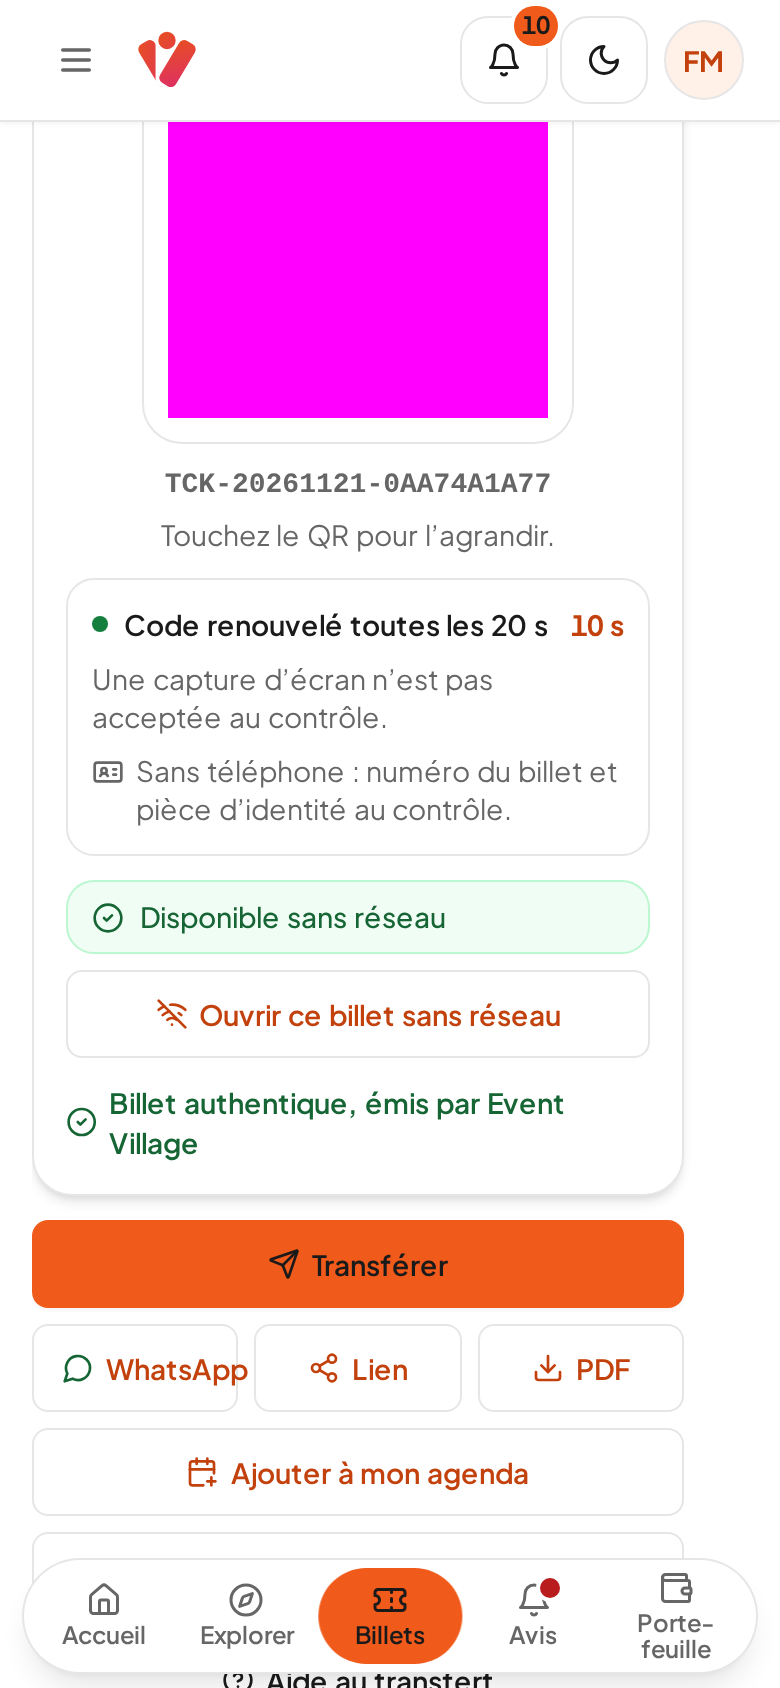 10
FM
TCK-20261121-0AA74A1A77
Touchez le QR pour l’agrandir.
Code renouvelé toutes les 20 s 10 s
Une capture d’écran n’est pas
acceptée au contrôle.
Sans téléphone : numéro du billet et
pièce d’identité au contrôle.
Disponible sans réseau
Ouvrir ce billet sans réseau
Billet authentique, émis par Event
Village
Transférer
WhatsApp Lien PDF
Ajouter à mon agenda
Accueil Explorer Billets Avis Porte-
feuille
Aide au transfert